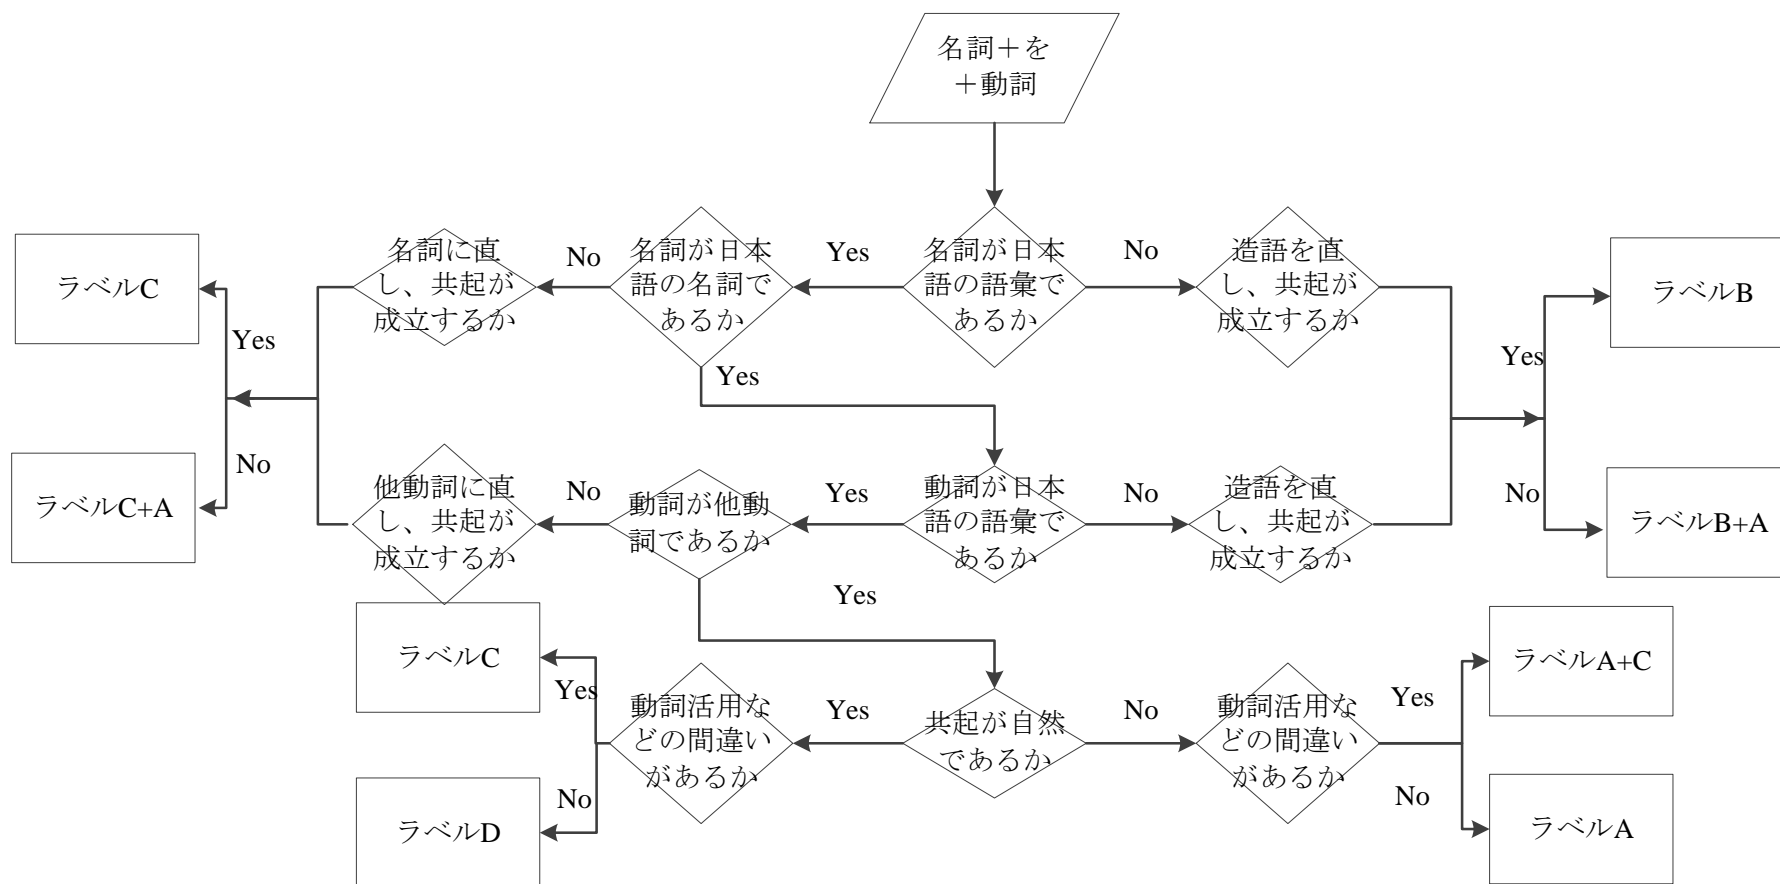 名詞＋を
＋動詞
名詞に直
し、共起が
成立するか
No
名詞が日本
語の名詞で
あるか
Yes
名詞が日本
語の語彙で
あるか
No
造語を直
し、共起が
成立するか
ラベルC
ラベルB
Yes
Yes
Yes
No
No
ラベルC+A
ラベルB+A
他動詞に直
し、共起が
成立するか
No
動詞が他動
詞であるか
Yes
動詞が日本
語の語彙で
あるか
No
造語を直
し、共起が
成立するか
Yes
ラベルC
Yes
No
ラベルD
動詞活用な
どの間違い
があるか
Yes
共起が自然
であるか
No
動詞活用な
どの間違い
があるか
Yes
No
ラベルA+C
ラベルA